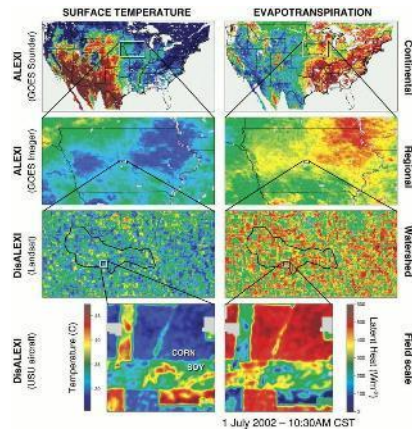 SURFACE TEMPERATURE
EVAPOTRANSPIRATION
ALEXI
(GOES Sounder)
Continental
ALEXI
(GOES Imager)
Regional
DisALEXI
(Landsat)
Watershed
DisALEXI
(USU aircraft)
Temperature (C)
CORN
SOY
Latent Heat (Wm-2)
Field scale
1 July 2002 – 10:30AM CST